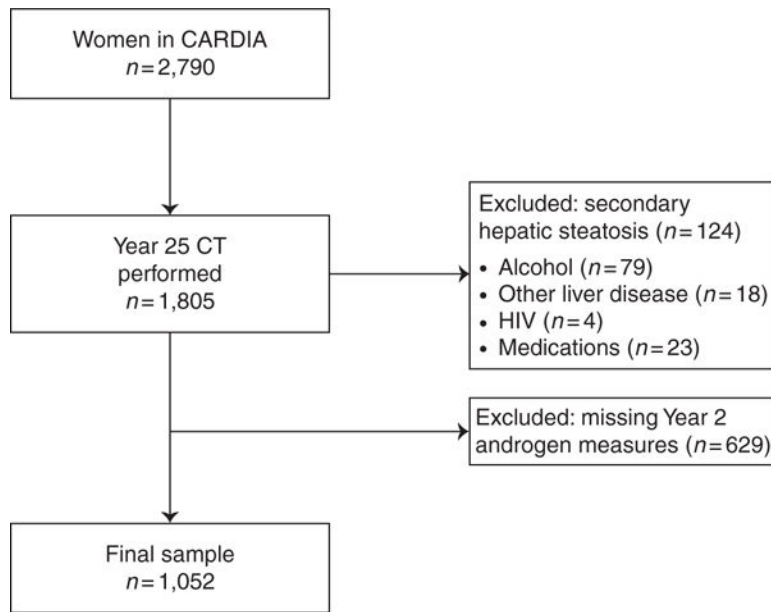 Women in CARDIA
n=2,790
Year 25 CT
performed
n=1,805
Excluded: secondary
hepatic steatosis (n=124)
• Alcohol (n=79)
• Other liver disease (n=18)
• HIV (n=4)
• Medications (n=23)
Excluded: missing Year 2
androgen measures (n=629)
Final sample
n=1,052